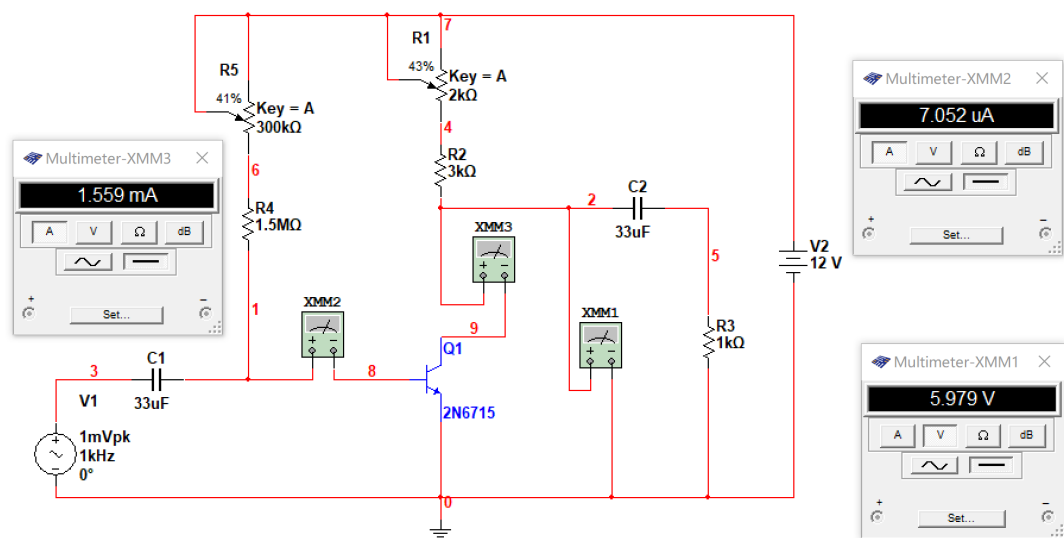 7
R1
43%
Key = A
2kΩ
4
R2
3kΩ
R5
41%
Key = A
300kΩ
6
R4
1.5MΩ
1
Multimeter-XMM3
1.559 mA
A
V
Ω
dB
+
−
Set...
XMM2
XMM3
+ −
+ −
9
8
Q1
2N6715
XMM1
+ −
2
C2
33uF
5
R3
1kΩ
V2
12 V
3
C1
33uF
V1
1mVpk
1kHz
0°
+
−
0
Multimeter-XMM2
7.052 uA
A
V
Ω
dB
+
−
Set...
Multimeter-XMM1
5.979 V
A
V
Ω
dB
+
−
Set...